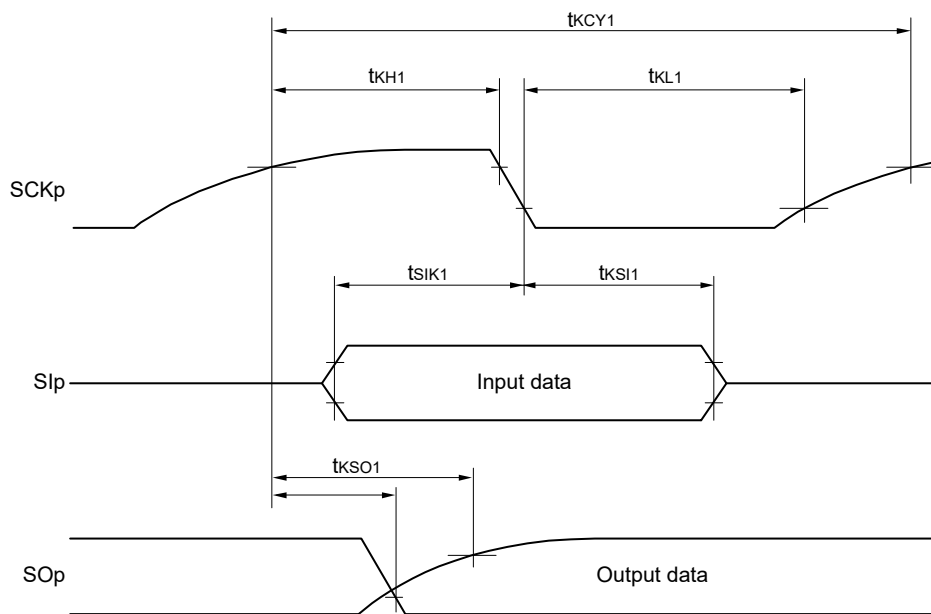 tKCY1
tKH1
tKL1
SCKp
tSIK1
tKSI1
SIp
Input data
tKSO1
SOp
Output data